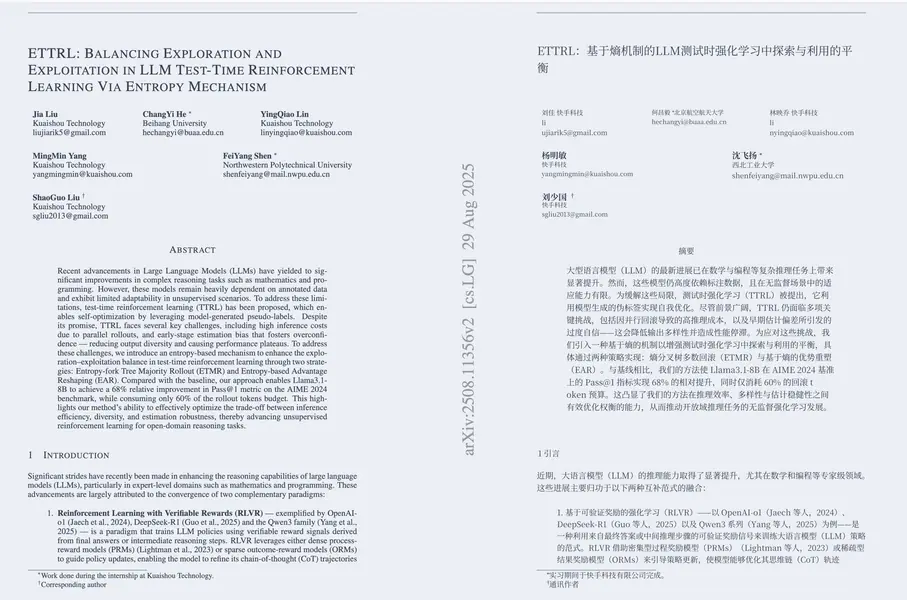 ETTRL: BALANCING EXPLORATION AND
EXPLOITATION IN LLM TEST-TIME REINFORCEMENT
LEARNING VIA ENTROPY MECHANISM
Jia Liu
Kuaishou Technology
liujiarik5@gmail.com
ChangYi He *
Beihang University
hechangyi@buaa.edu.cn
YingQiao Lin
Kuaishou Technology
linyingqiao@kuaishou.com
MingMin Yang
Kuaishou Technology
yangmingmin@kuaishou.com
FeiYang Shen *
Northwestern Polytechnical University
shenfeiyang@mail.nwpu.edu.cn
ShaoGuo Liu †
Kuaishou Technology
sgliu2013@gmail.com
ABSTRACT
Recent advancements in Large Language Models (LLMs) have yielded to sig-
nificant improvements in complex reasoning tasks such as mathematics and pro-
gramming. However, these models remain heavily dependent on annotated data
and exhibit limited adaptability in unsupervised scenarios. To address these lim-
itations, test-time reinforcement learning (TTRL) has been proposed, which en-
ables self-optimization by leveraging model-generated pseudo-labels. Despite
its promise, TTRL faces several key challenges, including high inference costs
due to parallel rollouts, and early-stage estimation bias that fosters overconfi-
dence — reducing output diversity and causing performance plateaus. To address
these challenges, we introduce an entropy-based mechanism to enhance the explo-
ration–exploitation balance in test-time reinforcement learning through two stra-
tegies: Entropy-fork Tree Majority Rollout (ETMR) and Entropy-based Advantage
Reshaping (EAR). Compared with the baseline, our approach enables Llama3.1-
8B to achieve a 68% relative improvement in Pass@1 metric on the AIME 2024
benchmark, while consuming only 60% of the rollout tokens budget. This high-
lights our method's ability to effectively optimize the trade-off between inference
efficiency, diversity, and estimation robustness, thereby advancing unsupervised
reinforcement learning for open-domain reasoning tasks.
1 INTRODUCTION
Significant strides have recently been made in enhancing the reasoning capabilities of large language
models (LLMs), particularly in expert-level domains such as mathematics and programming. These
advancements are largely attributed to the convergence of two complementary paradigms:
1. Reinforcement Learning with Verifiable Rewards (RLVR) — exemplified by OpenAI-
o1 (Jaech et al., 2024), DeepSeek-R1 (Guo et al., 2025) and the Qwen3 family (Yang et al.,
2025) — is a paradigm that trains LLM policies using verifiable reward signals derived
from final answers or intermediate reasoning steps. RLVR leverages either dense process-
reward models (PRMs) (Lightman et al., 2023) or sparse outcome-reward models (ORMs)
to guide policy updates, enabling the model to refine its chain-of-thought (CoT) trajectories
*Work done during the internship at Kuaishou Technology.
†Corresponding author
arXiv:2508.11356v2 [cs.LG] 29 Aug 2025
ETTRL：基于熵机制的LLM测试时强化学习中探索与利用的平
衡
刘佳 快手科技
li
ujiarik5@gmail.com
何昌毅 *北京航空航天大学
hechangyi@buaa.edu.cn
林映乔 快手科技
li
nyingqiao@kuaishou.com
杨明敏
快手科技
yangmingmin@kuaishou.com
沈飞扬 *
西北工业大学
shenfeiyang@mail.nwpu.edu.cn
刘少国 †
快手科技
sgliu2013@gmail.com
摘要
大型语言模型（LLM）的最新进展已在数学与编程等复杂推理任务上带来
显著提升。然而，这些模型仍高度依赖标注数据，且在无监督场景中的适
应能力有限。为缓解这些局限，测试时强化学习（TTRL）被提出，它利
用模型生成的伪标签实现自我优化。尽管前景广阔，TTRL 仍面临多项关
键挑战，包括因并行回滚导致的高推理成本，以及早期估计偏差所引发的
过度自信——这会降低输出多样性并造成性能停滞。为应对这些挑战，我
们引入一种基于熵的机制以增强测试时强化学习中探索与利用的平衡，具
体通过两种策略实现：熵分叉树多数回滚（ETMR）与基于熵的优势重塑
（EAR）。与基线相比，我们的方法使 Llama3.1-8B 在 AIME 2024 基准
上的 Pass@1 指标实现 68% 的相对提升，同时仅消耗 60% 的回滚 t
oken 预算。这凸显了我们的方法在推理效率、多样性与估计稳健性之间
有效优化权衡的能力，从而推动开放域推理任务的无监督强化学习发展。
1 引言
近期，大语言模型（LLM）的推理能力取得了显著提升，尤其在数学和编程等专家级领域。
这些进展主要归功于以下两种互补范式的融合：
1. 基于可验证奖励的强化学习（RLVR）——以 OpenAI-o1（Jaech 等人，2024）、
DeepSeek-R1（Guo 等人，2025）以及 Qwen3 系列（Yang 等人，2025）为例——是
一种利用来自最终答案或中间推理步骤的可验证奖励信号来训练大语言模型（LLM）策略
的范式。RLVR 借助密集型过程奖励模型（PRMs）（Lightman 等人，2023）或稀疏型
结果奖励模型（ORMs）来引导策略更新，使模型能够优化其思维链（CoT）轨迹
*实习期间于快手科技有限公司完成。
†通讯作者